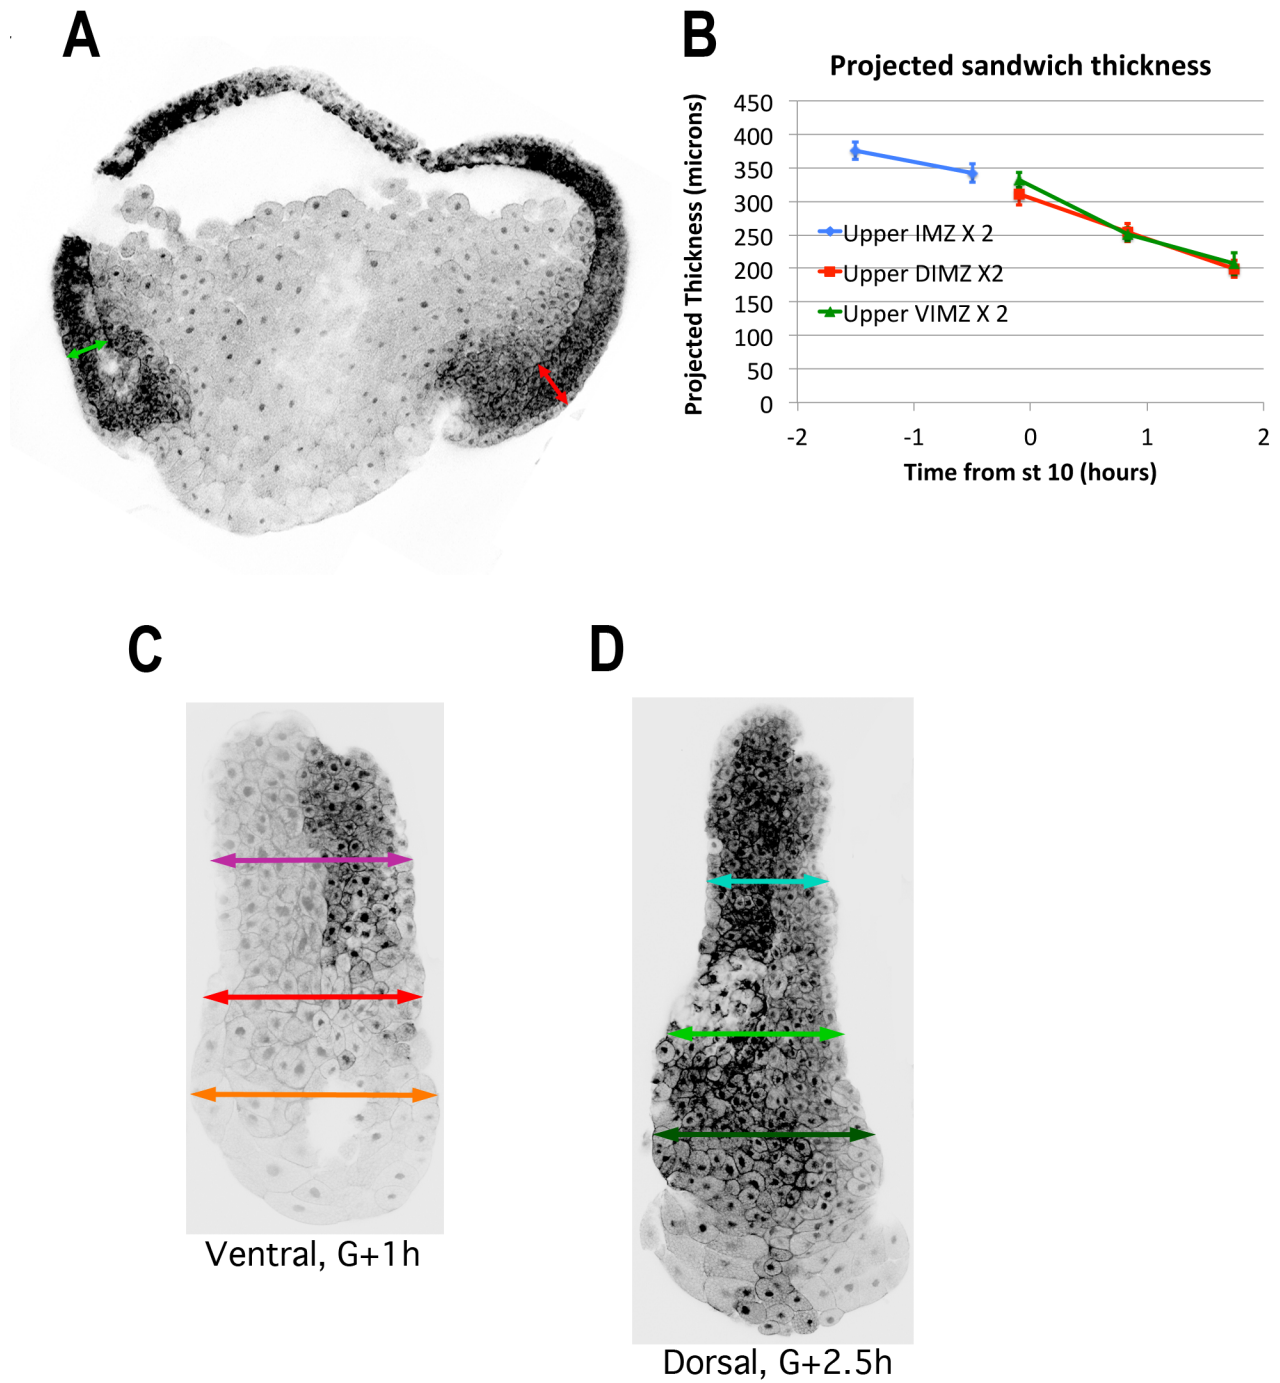 A
B
Projected sandwich thickness
Projected Thickness (microns)
450
400
350
300
250
200
150
100
50
0
Upper IMZ X 2
Upper DIMZ X2
Upper VIMZ X 2
-2
-1
0
1
2
Time from st 10 (hours)
C
D
Ventral, G+1h
Dorsal, G+2.5h